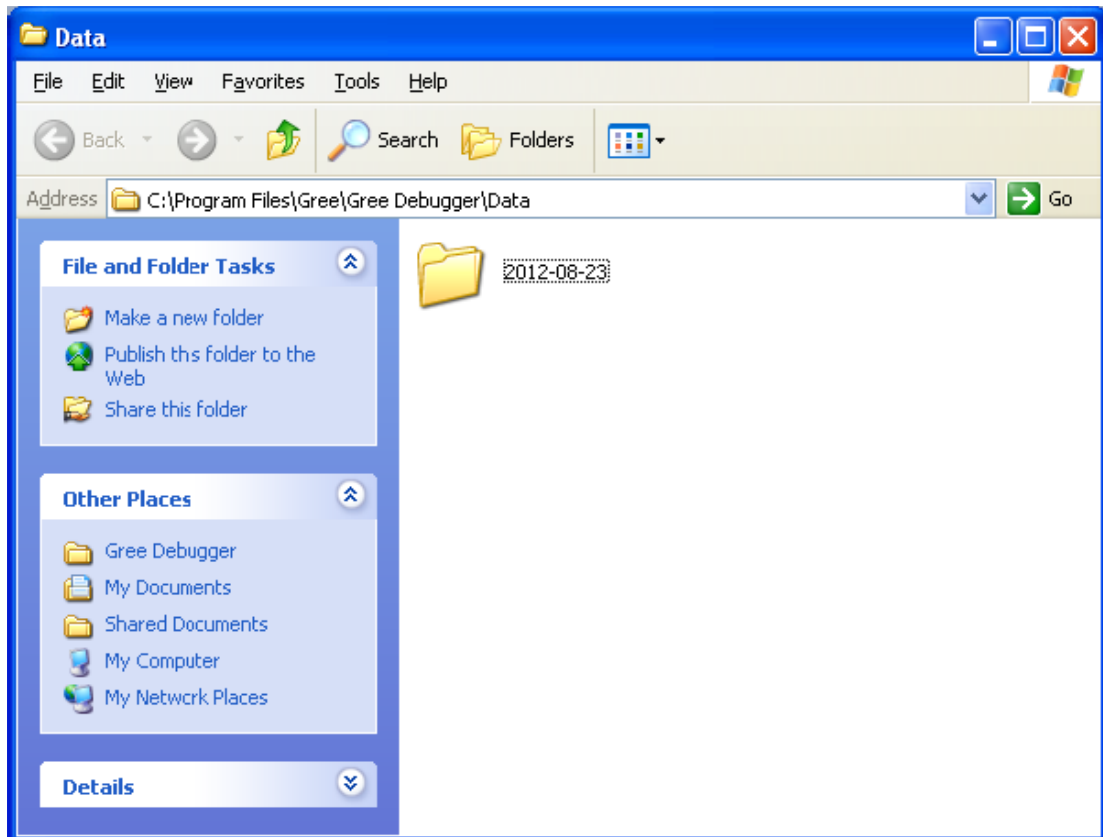 Data
File Edit View Favorites Tools Help
Back Search Folders
Address C:\Program Files\Gree\Gree Debugger\Data Go
File and Folder Tasks
Make a new folder
Publish this folder to the
Web
Share this folder
2012-08-23
Other Places
Gree Debugger
My Documents
Shared Documents
My Computer
My Network Places
Details